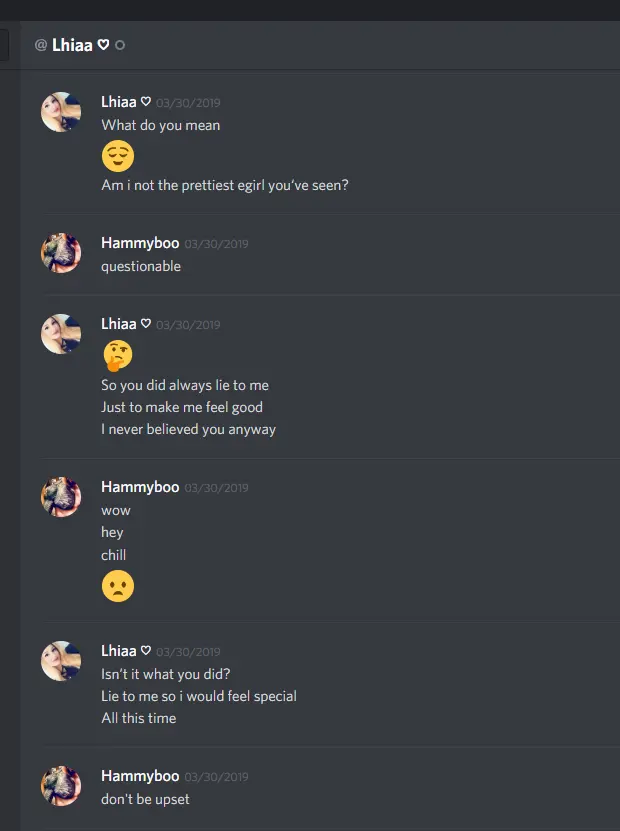 @ Lhiaa ♡
Lhiaa ♡ 03/30/2019
What do you mean
😌
Am i not the prettiest egirl you've seen?
Hammyboo 03/30/2019
questionable
Lhiaa ♡ 03/30/2019
🤔
So you did always lie to me
Just to make me feel good
I never believed you anyway
Hammyboo 03/30/2019
wow
hey
chill
😦
Lhiaa ♡ 03/30/2019
Isn't it what you did?
Lie to me so i would feel special
All this time
Hammyboo 03/30/2019
don't be upset